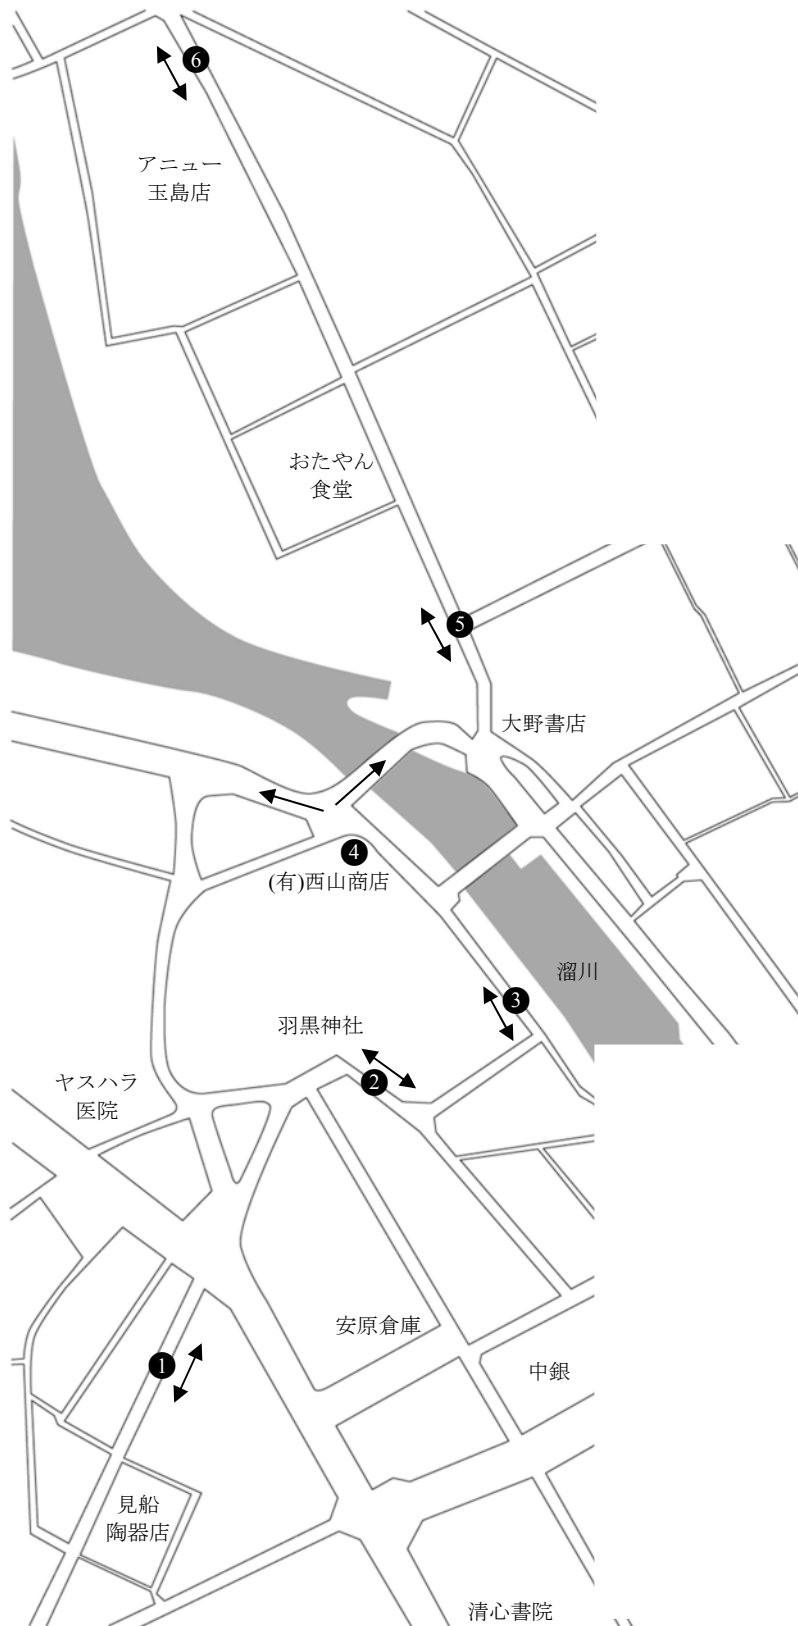 6
アニュー
玉島店
おたやん
食堂
5
大野書店
4
(有)西山商店
溜川
3
羽黒神社
2
ヤスハラ
医院
安原倉庫
1
中銀
見船
陶器店
清心書院